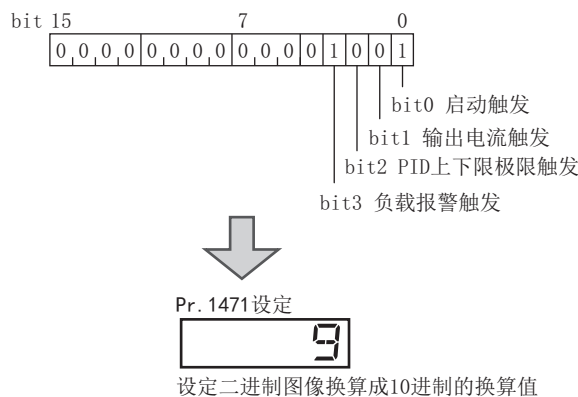 bit 15 7 0
0 0 0 0 0 0 0 0 0 0 0 0 1 0 0 1
bit0 启动触发
bit1 输出电流触发
bit2 PID上下限极限触发
bit3 负载报警触发
Pr.1471设定
9
设定二进制图像换算成10进制的换算值